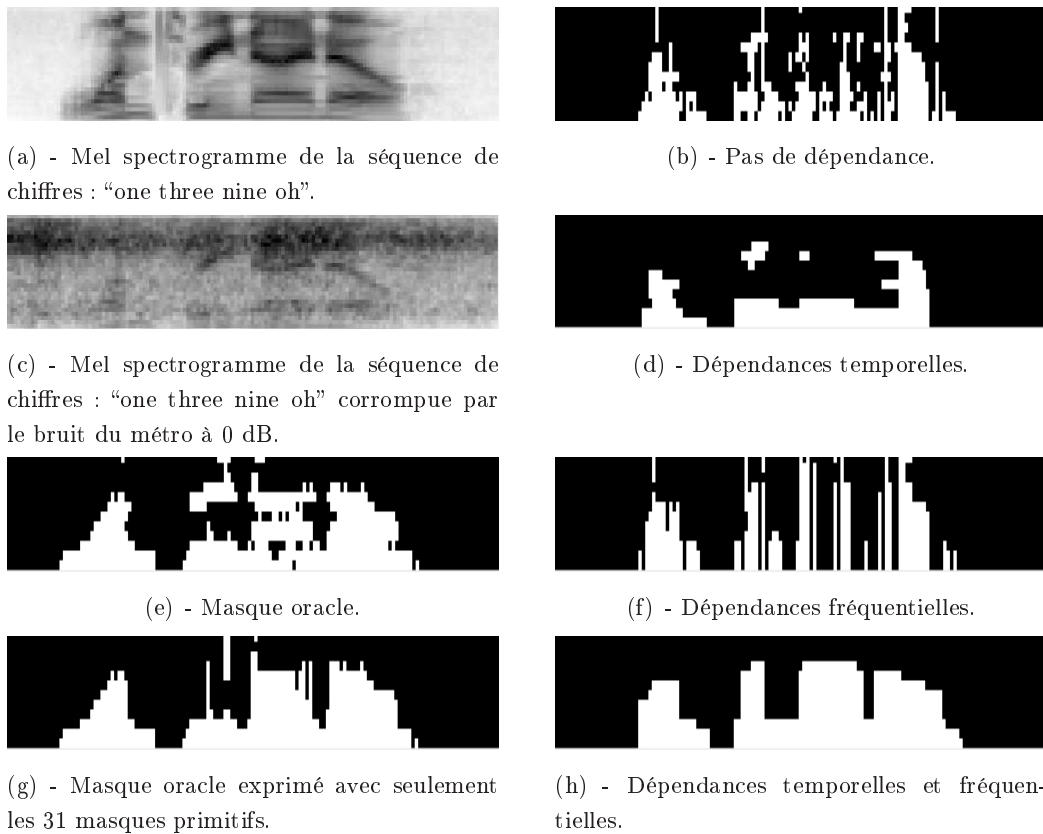 (a) - Mel spectrogramme de la séquence de
chiffres : “one three nine oh”.
(b) - Pas de dépendance.
(c) - Mel spectrogramme de la séquence de
chiffres : “one three nine oh” corrompue par
le bruit du métro à 0 dB.
(d) - Dépendances temporelles.
(e) - Masque oracle.
(f) - Dépendances fréquentielles.
(g) - Masque oracle exprimé avec seulement
les 31 masques primitifs.
(h) - Dépendances temporelles et fréquen-
tielles.